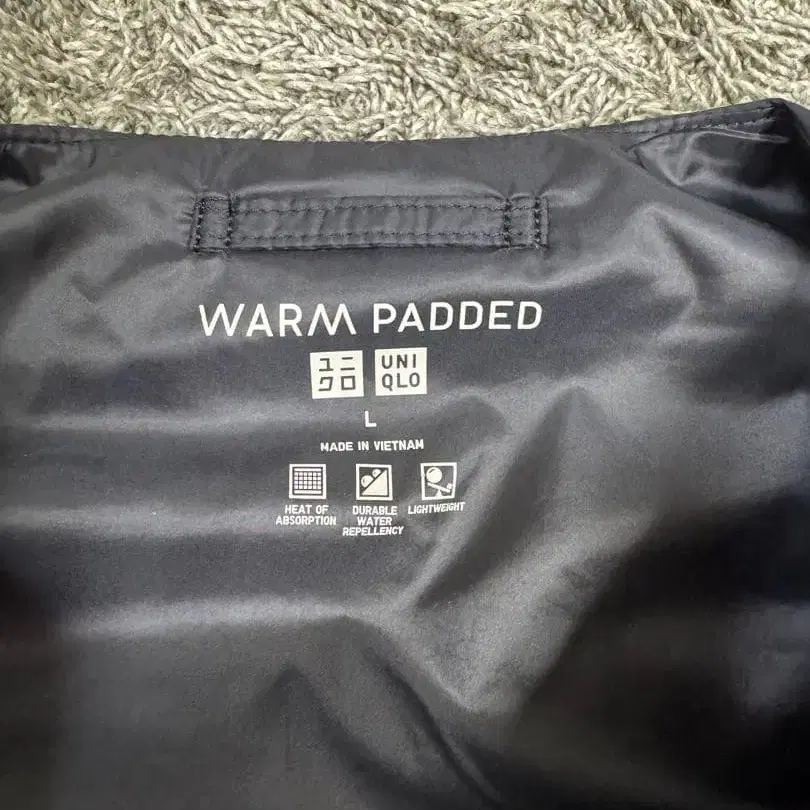 WARM PADDED
ユニ UNI
クロ QLO
L
MADE IN VIETNAM
HEAT OF
ABSORPTION
DURABLE
WATER
REPELLENCY
LIGHTWEIGHT